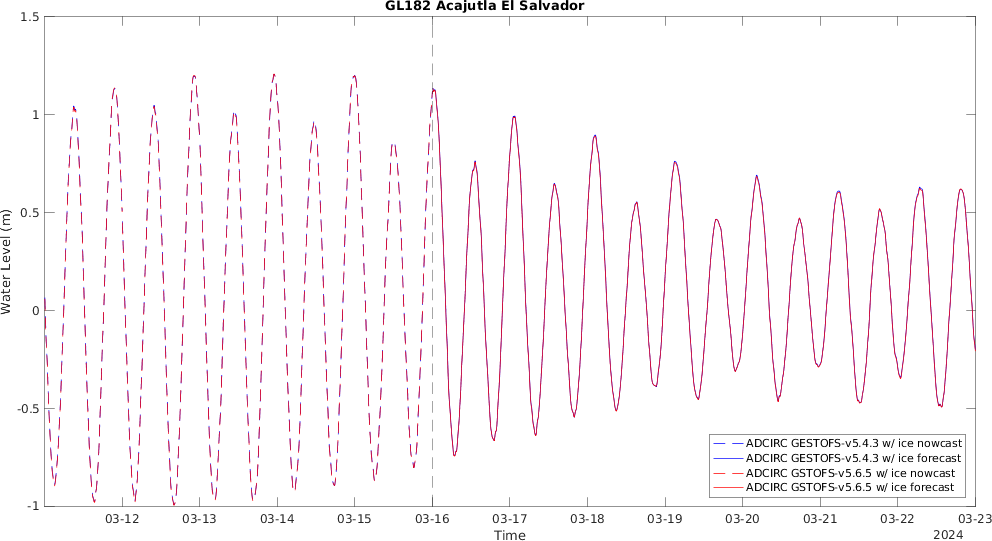 GL182 Acajutla El Salvador
Water Level (m)
1.5
1
0.5
0
-0.5
-1
03-12
03-13
03-14
03-15
03-16
03-17
03-18
03-19
03-20
03-21
03-22
03-23
Time
2024
ADCIRC GESTOFS-v5.4.3 w/ ice nowcast
ADCIRC GESTOFS-v5.4.3 w/ ice forecast
ADCIRC GSTOFS-v5.6.5 w/ ice nowcast
ADCIRC GSTOFS-v5.6.5 w/ ice forecast